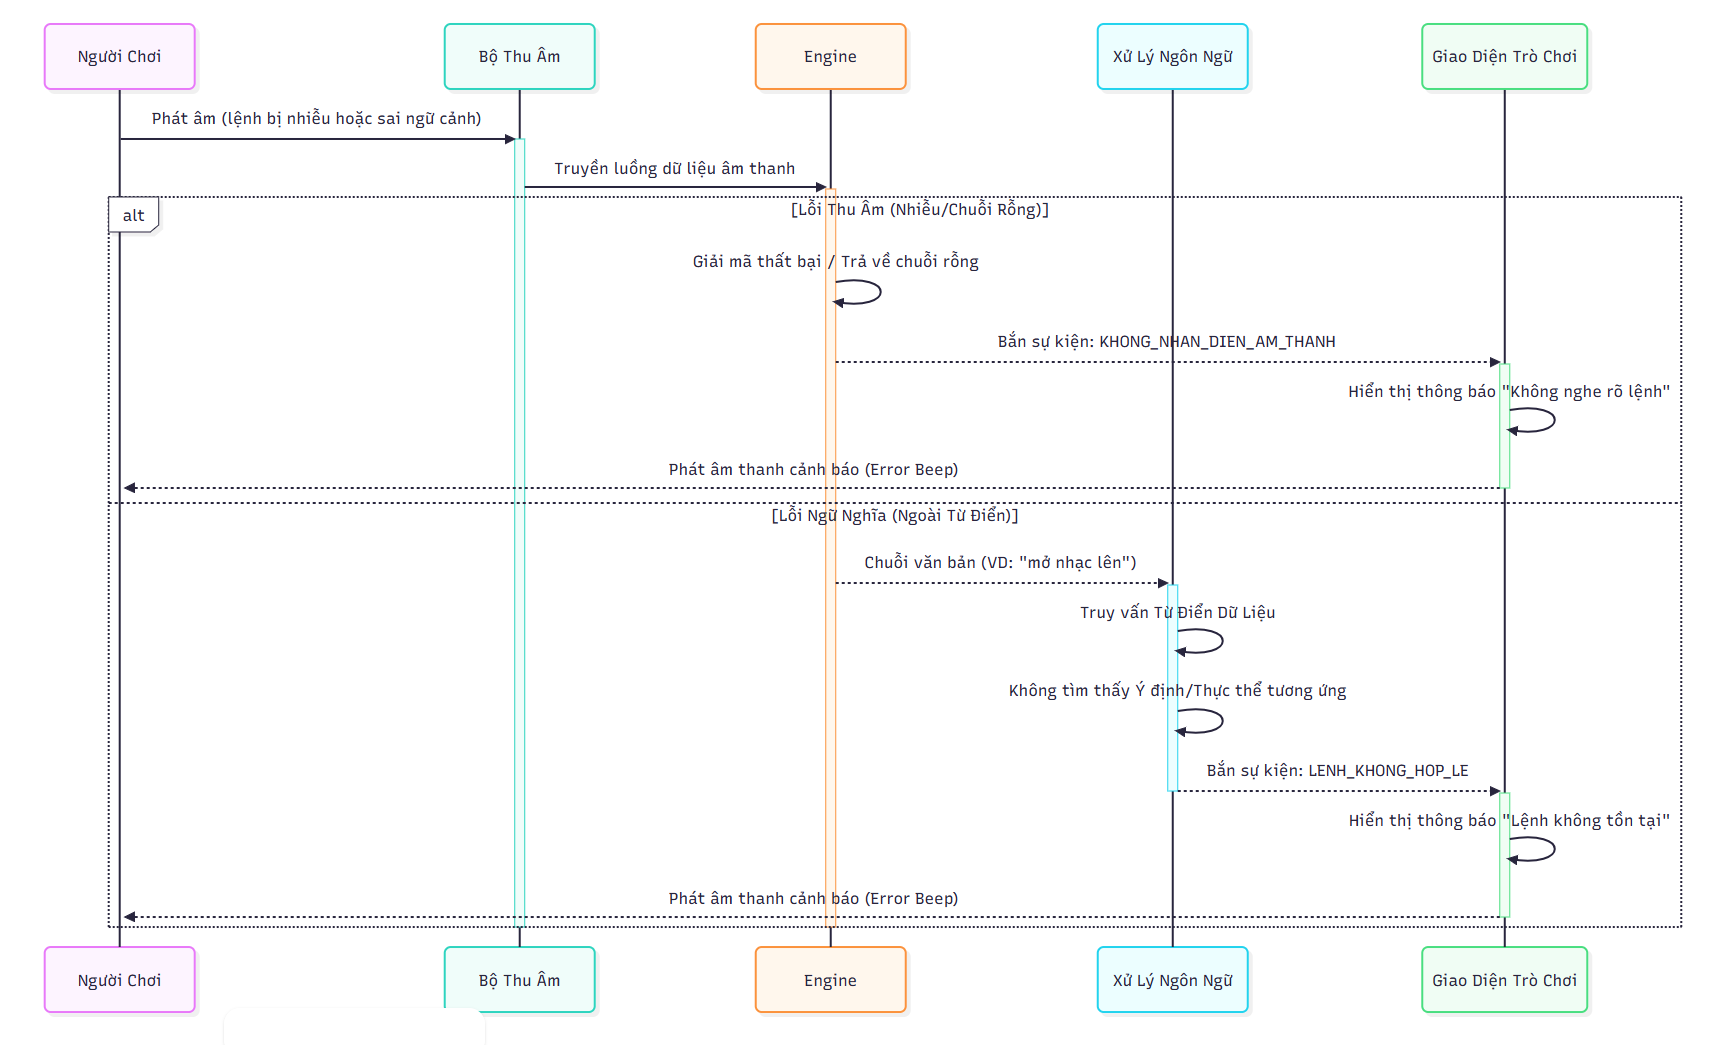 Người Chơi
Bộ Thu Âm
Engine
Xử Lý Ngôn Ngữ
Giao Diện Trò Chơi
Phát âm (lệnh bị nhiễu hoặc sai ngữ cảnh)
Truyền luồng dữ liệu âm thanh
alt
[Lỗi Thu Âm (Nhiễu/Chuỗi Rỗng)]
Giải mã thất bại / Trả về chuỗi rỗng
Bắn sự kiện: KHONG_NHAN_DIEN_AM_THANH
Hiển thị thông báo "Không nghe rõ lệnh"
Phát âm thanh cảnh báo (Error Beep)
[Lỗi Ngữ Nghĩa (Ngoài Từ Điển)]
Chuỗi văn bản (VD: "mở nhạc lên")
Truy vấn Từ Điển Dữ Liệu
Không tìm thấy Ý định/Thực thể tương ứng
Bắn sự kiện: LENH_KHONG_HOP_LE
Hiển thị thông báo "Lệnh không tồn tại"
Phát âm thanh cảnh báo (Error Beep)
Người Chơi
Bộ Thu Âm
Engine
Xử Lý Ngôn Ngữ
Giao Diện Trò Chơi